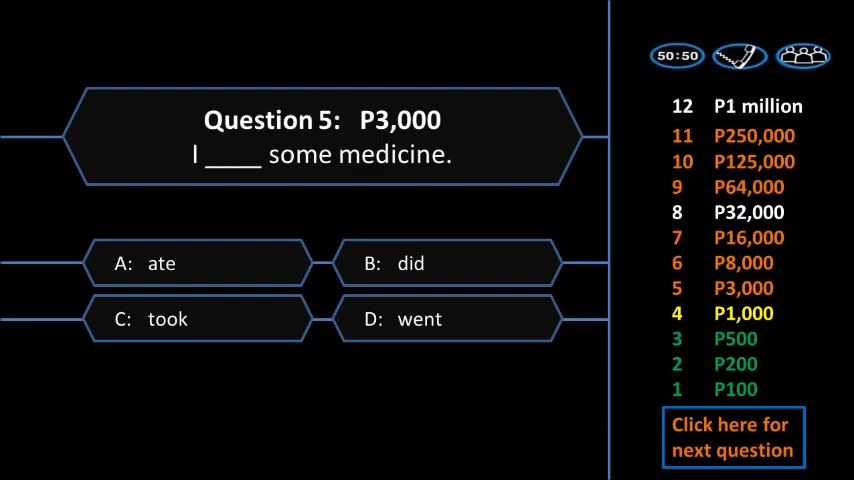 Question 5: P3,000
I ____ some medicine.
A: ate
B: did
C: took
D: went
50:50
12 P1 million
11 P250,000
10 P125,000
9 P64,000
8 P32,000
7 P16,000
6 P8,000
5 P3,000
4 P1,000
3 P500
2 P200
1 P100
Click here for
next question